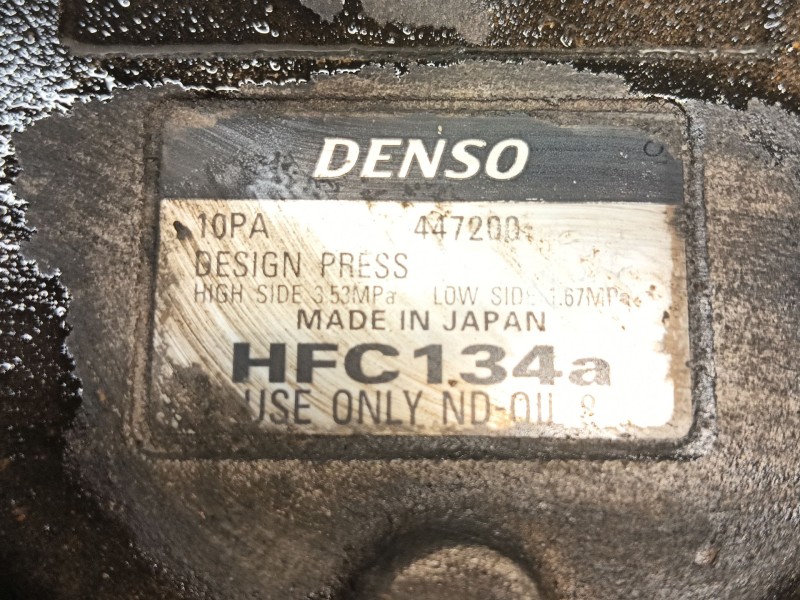 DENSO
10PA 447200
DESIGN PRESS
HIGH SIDE 3.53MPa LOW SIDE 1.67MPa
MADE IN JAPAN
HFC134a
USE ONLY ND-OIL 8